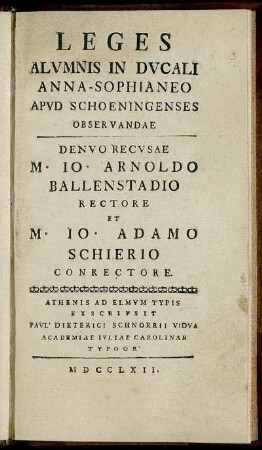 LEGES
ALVMNIS IN DVCALI
ANNA-SOPHIANEO
APVD SCHOENINGENSES
OBSERVANDAE
DENVO RECVSAE
M. IO. ARNOLDO
BALLENSTADIO
RECTORE
ET
M. IO. ADAMO
SCHIERIO
CONRECTORE.
ATHENIS AD ELMVM TYPIS
EXSCRIPSIT
PAVL' DIETERICI SCHNORRII VIDVA
ACADEMIAE IVLIAE CAROLINAE
TYPOGR'
MDCCLXII.